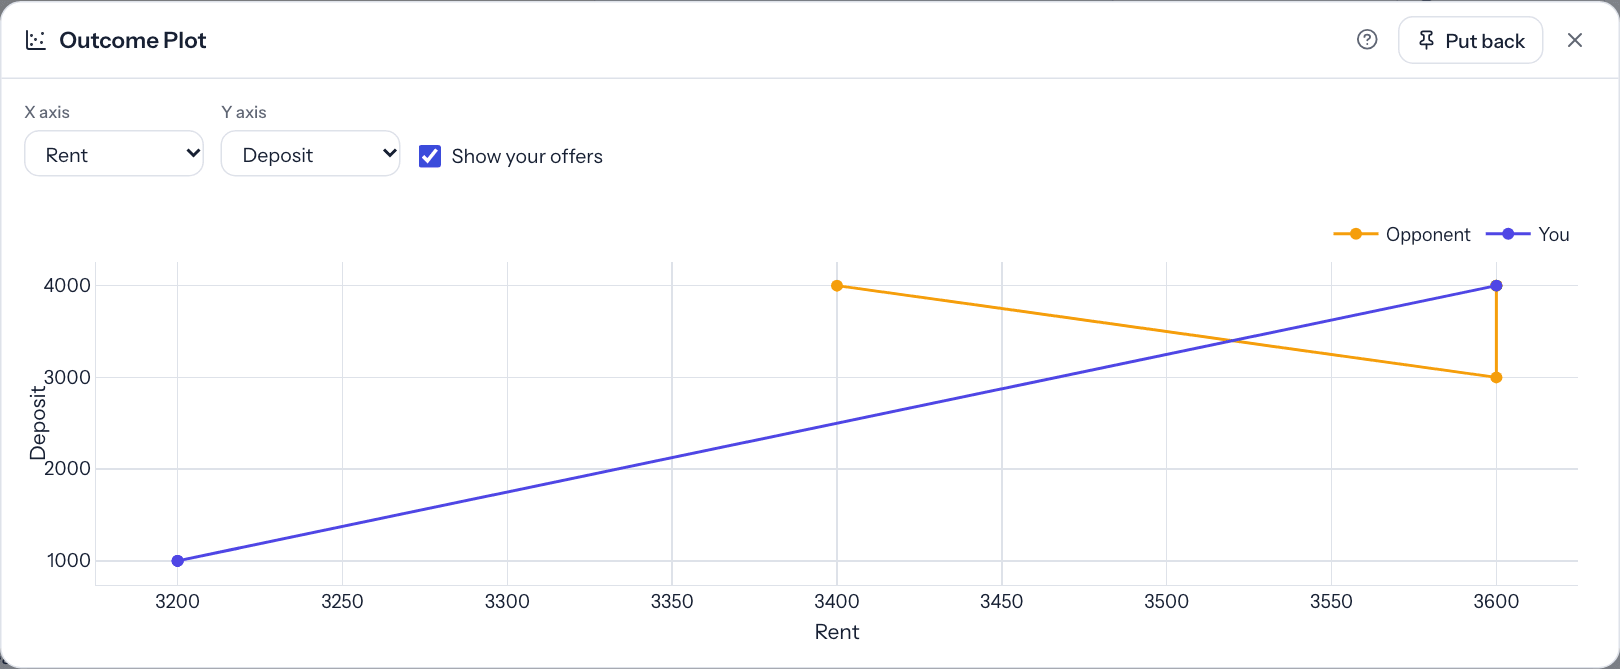 Outcome Plot
Put back
X axis
Y axis
Rent
Deposit
Show your offers
Opponent
You
4000
3000
2000
1000
Deposit
3200
3250
3300
3350
3400
3450
3500
3550
3600
Rent